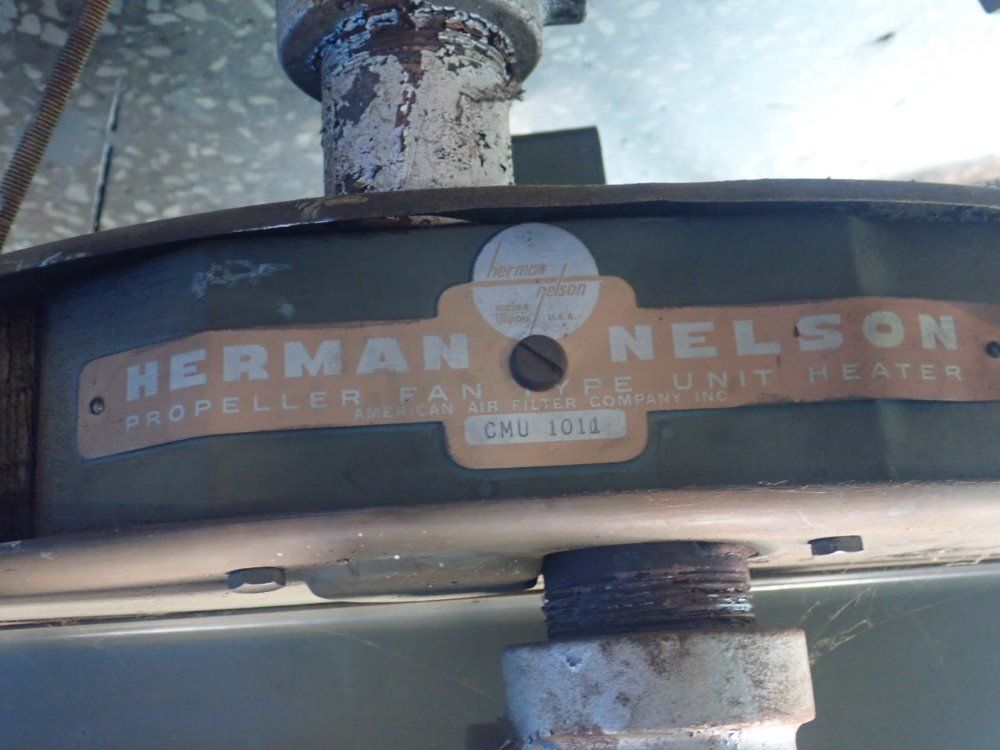 herman
nelson
moline
illinois U.S.A.
HERMAN NELSON
PROPELLER FAN TYPE UNIT HEATER
AMERICAN AIR FILTER COMPANY INC
CMU 1011